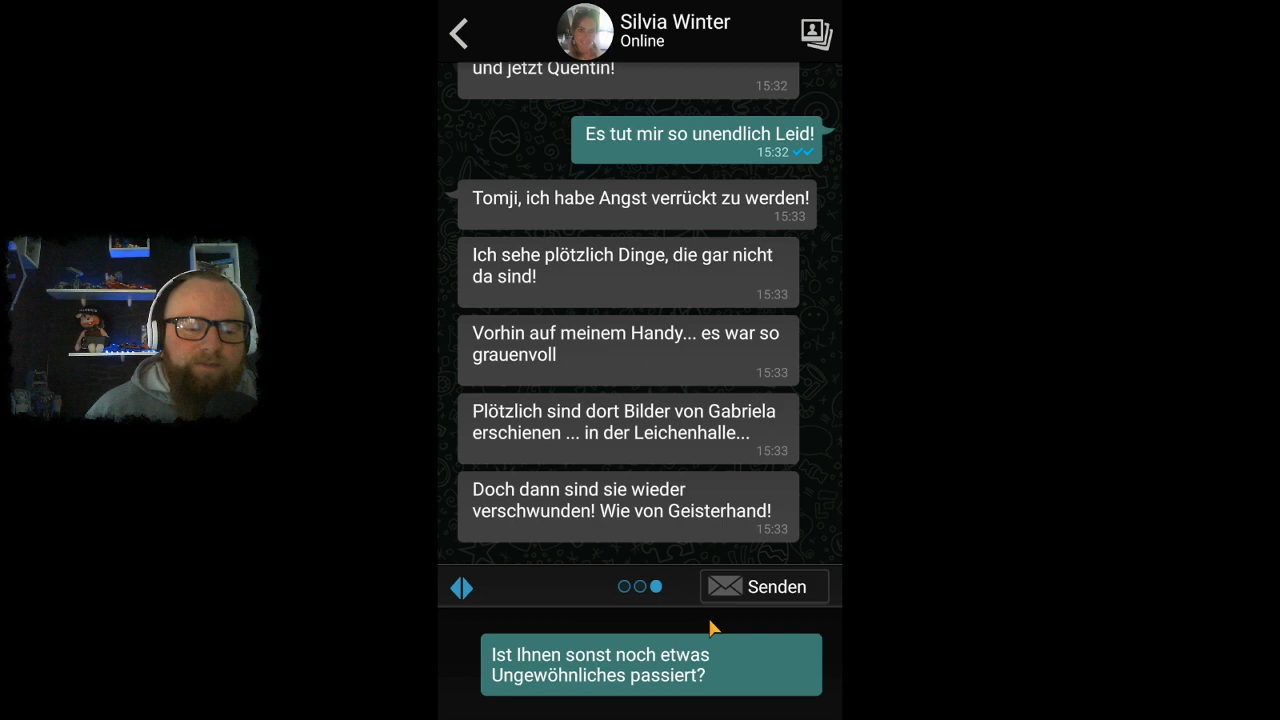 Silvia Winter
Online
und jetzt Quentin!
15:32
Es tut mir so unendlich Leid!
15:32
Tomji, ich habe Angst verrückt zu werden!
15:33
Ich sehe plötzlich Dinge, die gar nicht
da sind!
15:33
Vorhin auf meinem Handy... es war so
grauenvoll
15:33
Plötzlich sind dort Bilder von Gabriela
erschienen ... in der Leichenhalle...
15:33
Doch dann sind sie wieder
verschwunden! Wie von Geisterhand!
15:33
Senden
Ist Ihnen sonst noch etwas
Ungewöhnliches passiert?